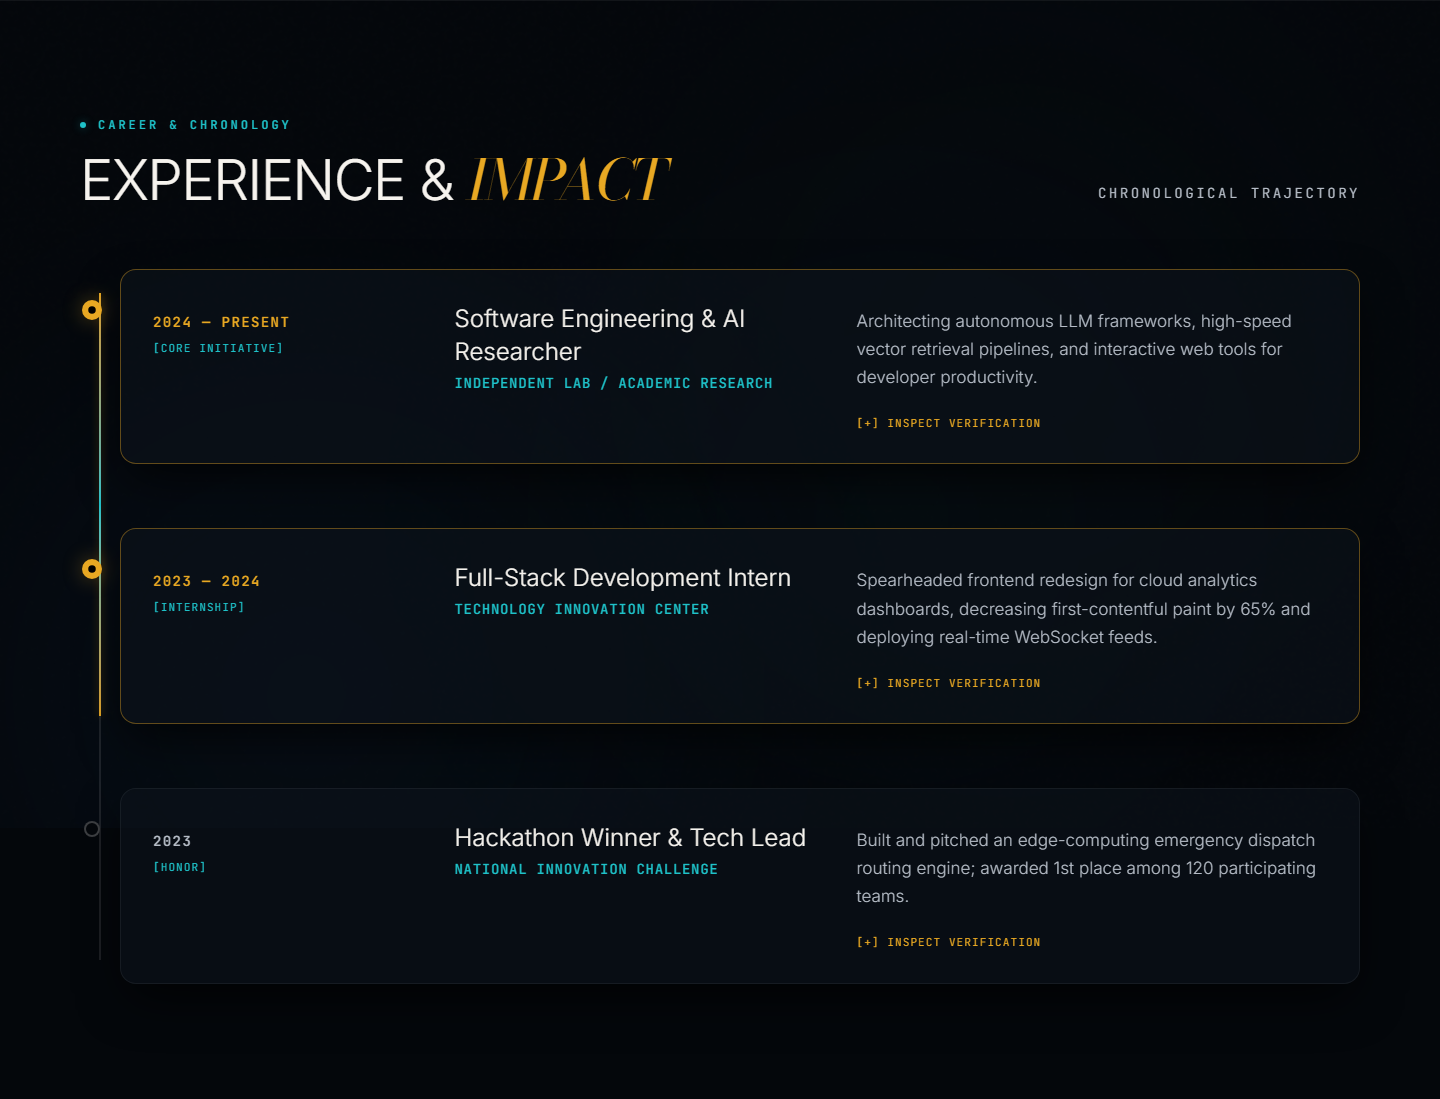 CAREER & CHRONOLOGY
EXPERIENCE & IMPACT
CHRONOLOGICAL TRAJECTORY
2024 — PRESENT
[CORE INITIATIVE]
Software Engineering & AI
Researcher
INDEPENDENT LAB / ACADEMIC RESEARCH
Architecting autonomous LLM frameworks, high-speed
vector retrieval pipelines, and interactive web tools for
developer productivity.
[+] INSPECT VERIFICATION
2023 — 2024
[INTERNSHIP]
Full-Stack Development Intern
TECHNOLOGY INNOVATION CENTER
Spearheaded frontend redesign for cloud analytics
dashboards, decreasing first-contentful paint by 65% and
deploying real-time WebSocket feeds.
[+] INSPECT VERIFICATION
2023
[HONOR]
Hackathon Winner & Tech Lead
NATIONAL INNOVATION CHALLENGE
Built and pitched an edge-computing emergency dispatch
routing engine; awarded 1st place among 120 participating
teams.
[+] INSPECT VERIFICATION